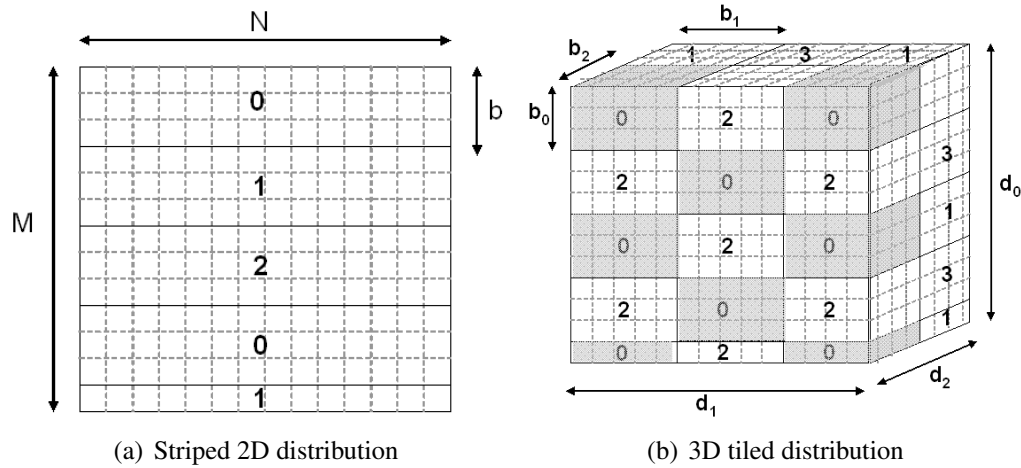 N
M
b
0
1
2
0
1
(a) Striped 2D distribution
b1
b2
b0
1 3 1
0 2 0
2 0 2
0 2 0
2 0 2
0 2 0
3
1
3
1
d0
d1
d2
(b) 3D tiled distribution